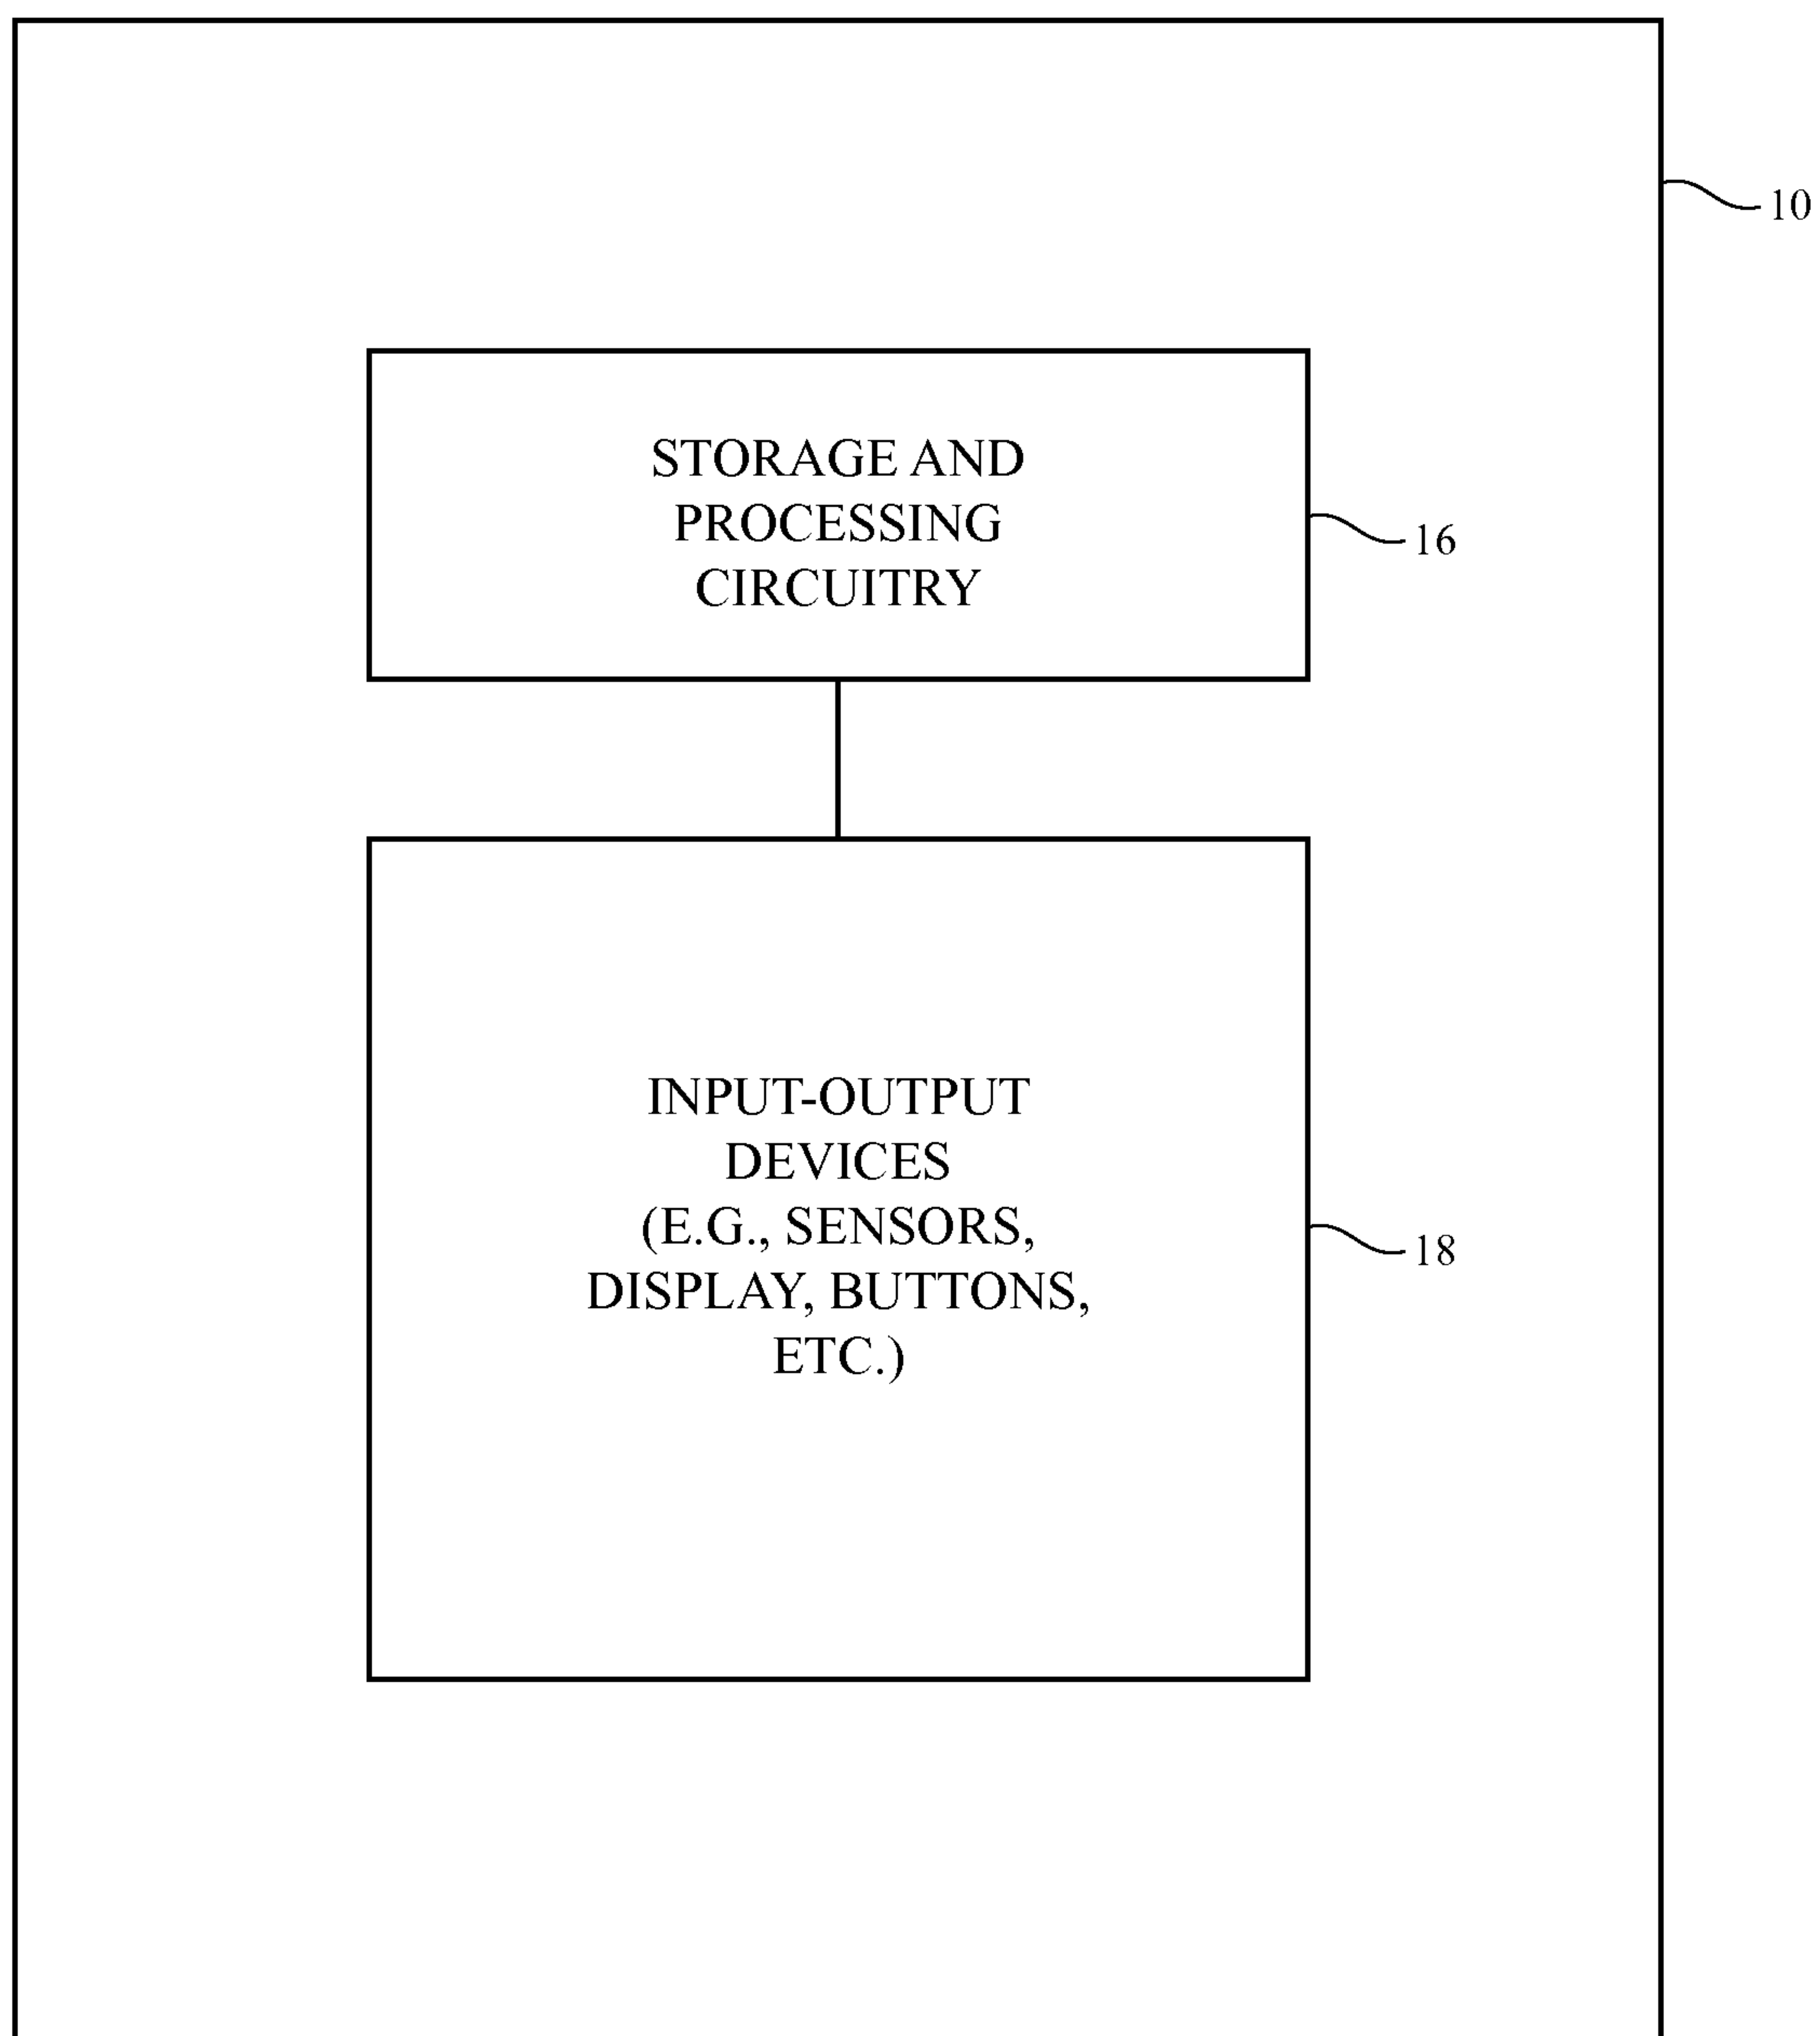 10
STORAGE AND
PROCESSING
CIRCUITRY
16
INPUT-OUTPUT
DEVICES
(E.G., SENSORS,
DISPLAY, BUTTONS,
ETC.)
18